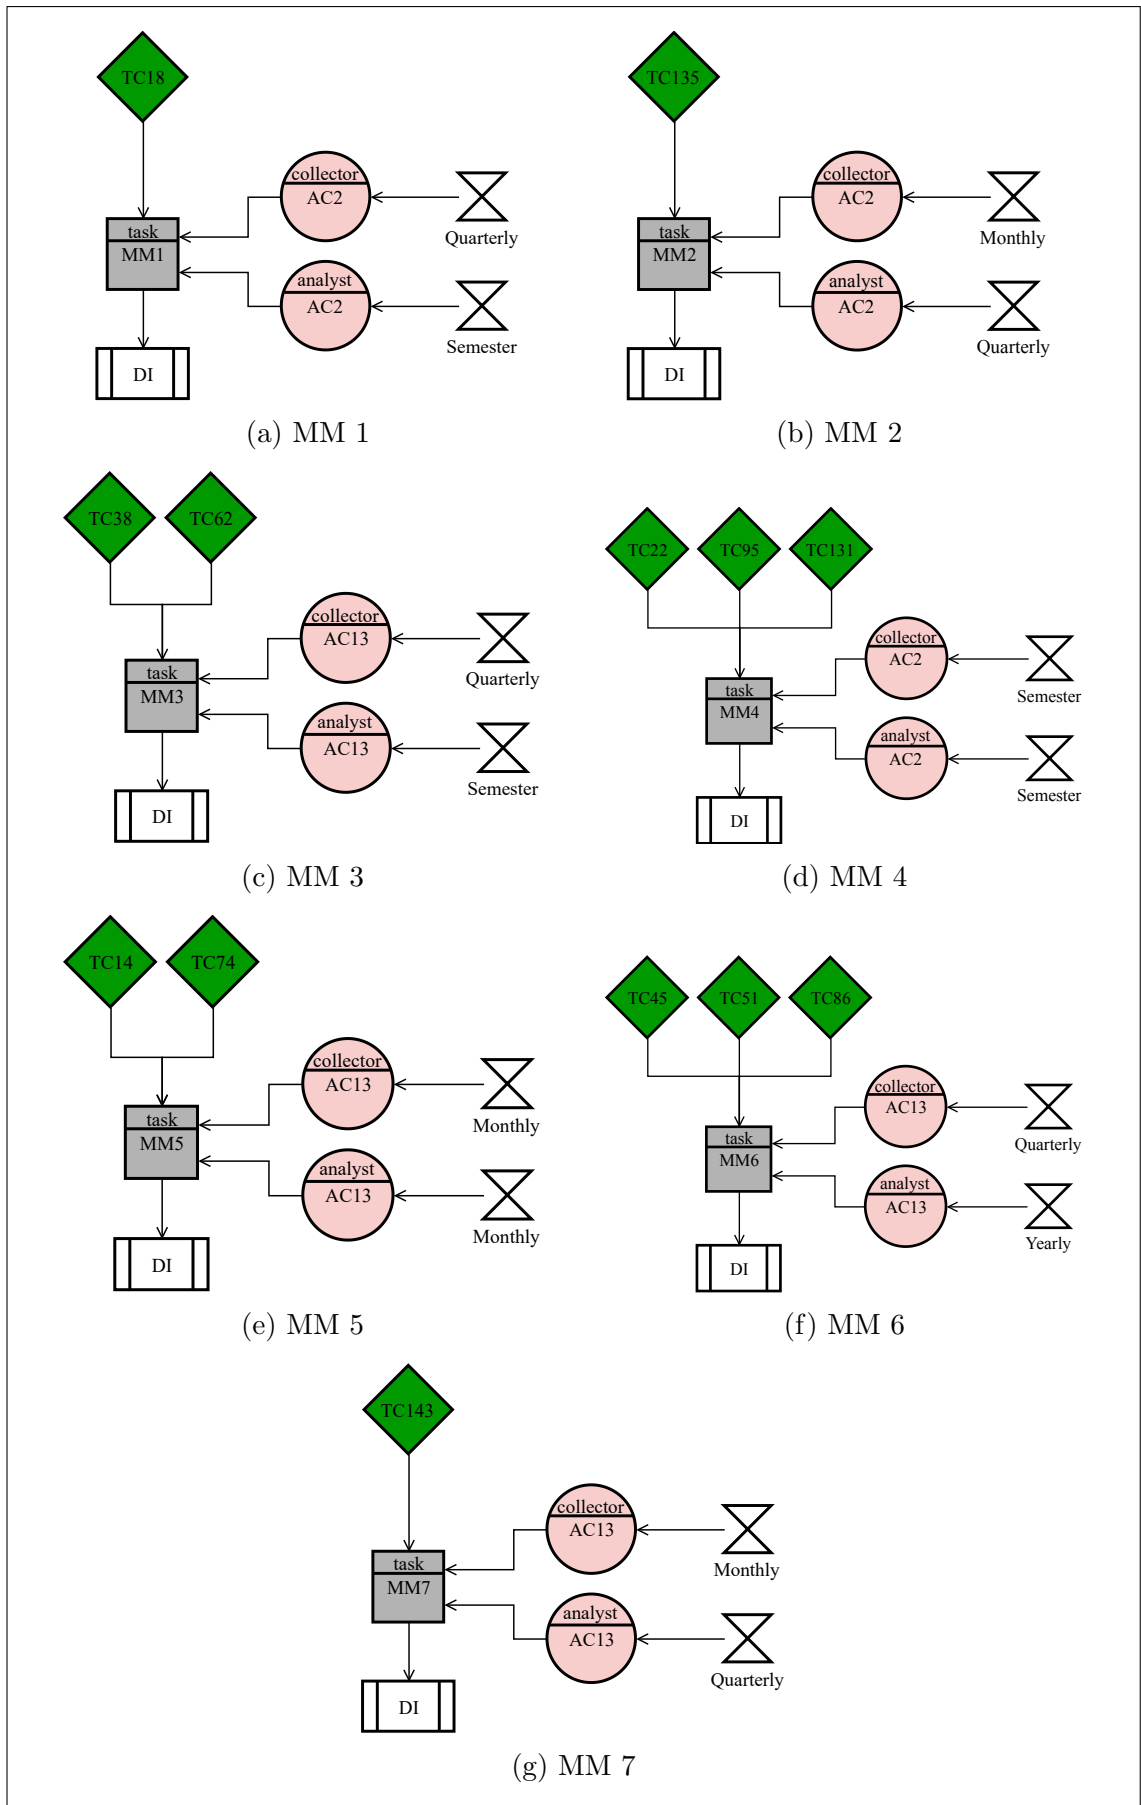 TC18
collector
AC2
Quarterly
task
MM1
analyst
AC2
Semester
DI
(a) MM 1
TC135
collector
AC2
Monthly
task
MM2
analyst
AC2
Quarterly
DI
(b) MM 2
TC38
TC62
collector
AC13
Quarterly
task
MM3
analyst
AC13
Semester
DI
(c) MM 3
TC22
TC95
TC131
collector
AC2
Semester
task
MM4
analyst
AC2
Semester
DI
(d) MM 4
TC14
TC74
collector
AC13
Monthly
task
MM5
analyst
AC13
Monthly
DI
(e) MM 5
TC45
TC51
TC86
collector
AC13
Quarterly
task
MM6
analyst
AC13
Yearly
DI
(f) MM 6
TC143
collector
AC13
Monthly
task
MM7
analyst
AC13
Quarterly
DI
(g) MM 7